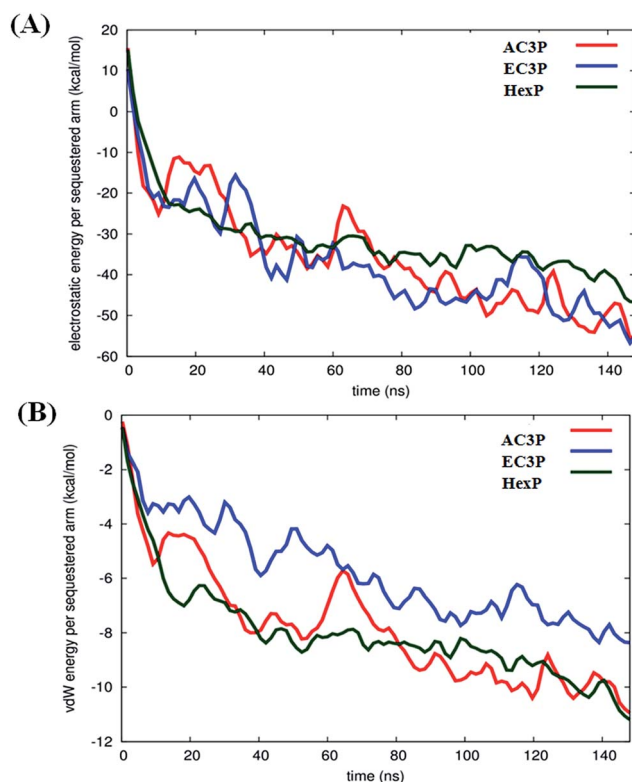 (A)
electrostatic energy per sequestered arm (kcal/mol)
20
10
0
-10
-20
-30
-40
-50
-60
AC3P
EC3P
HexP
0 20 40 60 80 100 120 140
time (ns)
(B)
vdW energy per sequestered arm (kcal/mol)
0
-2
-4
-6
-8
-10
-12
AC3P
EC3P
HexP
0 20 40 60 80 100 120 140
time (ns)